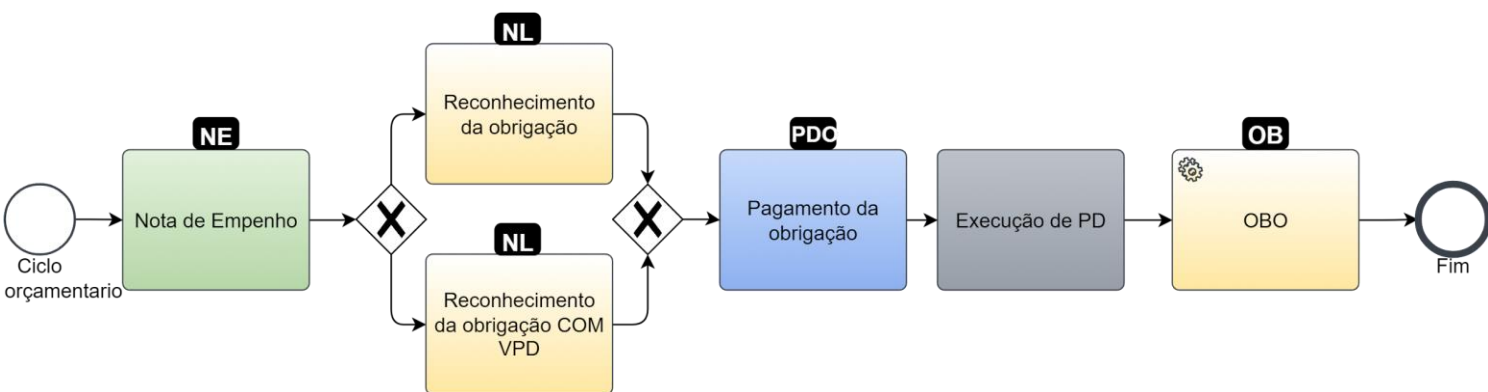 Ciclo
orçamentario
NE
Nota de Empenho
NL
Reconhecimento
da obrigação
NL
Reconhecimento
da obrigação COM
VPD
PDO
Pagamento da
obrigação
Execução de PD
OB
OBO
Fim